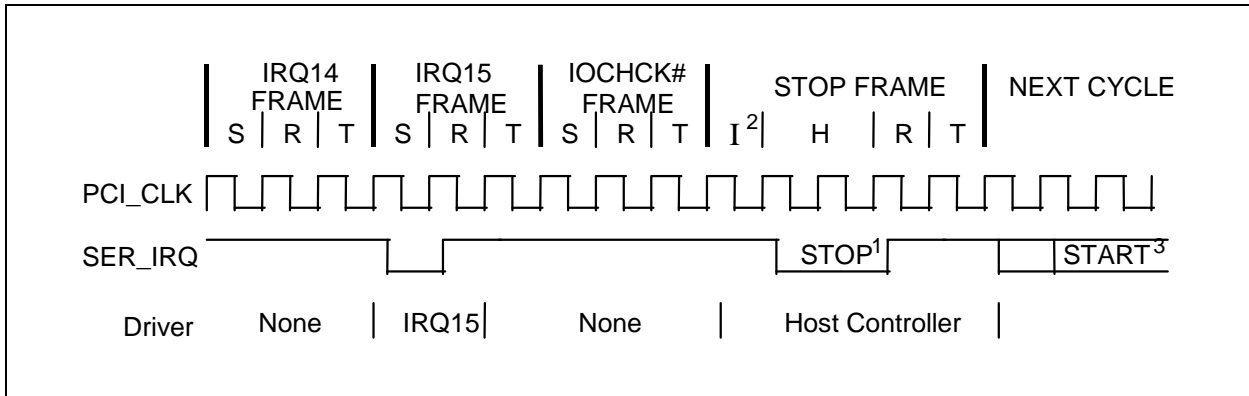 IRQ14 FRAME
IRQ15 FRAME
IOCHCK# FRAME
STOP FRAME
NEXT CYCLE
S R T S R T S R T I2 H R T
PCI_CLK
SER_IRQ STOP1 START3
Driver None IRQ15 None Host Controller